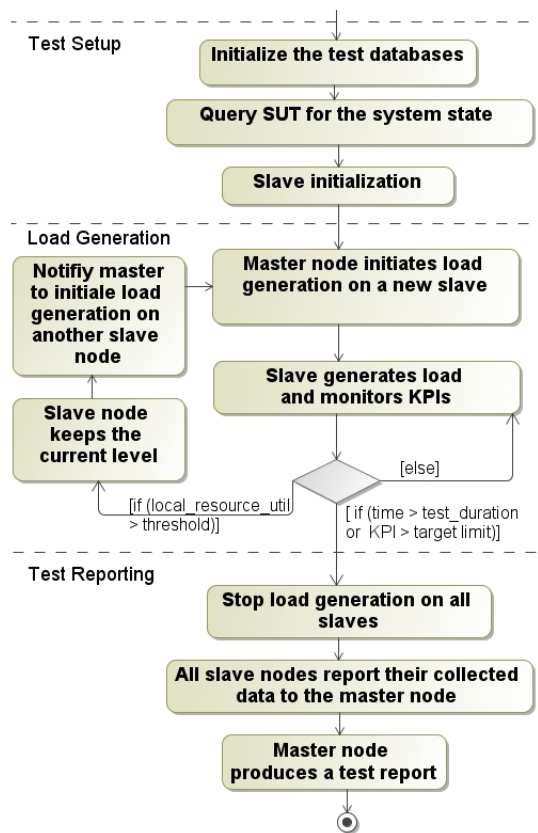 Test Setup
Initialize the test databases
Query SUT for the system state
Slave initialization
Load Generation
Notifiy master
to initiale load
generation on
another slave
node
Master node initiates load
generation on a new slave
Slave generates load
and monitors KPIs
Slave node
keeps the
current level
[else]
[if (local_resource_util
> threshold)]
[ if (time > test_duration
or KPI > target limit)]
Test Reporting
Stop load generation on all
slaves
All slave nodes report their collected
data to the master node
Master node
produces a test report